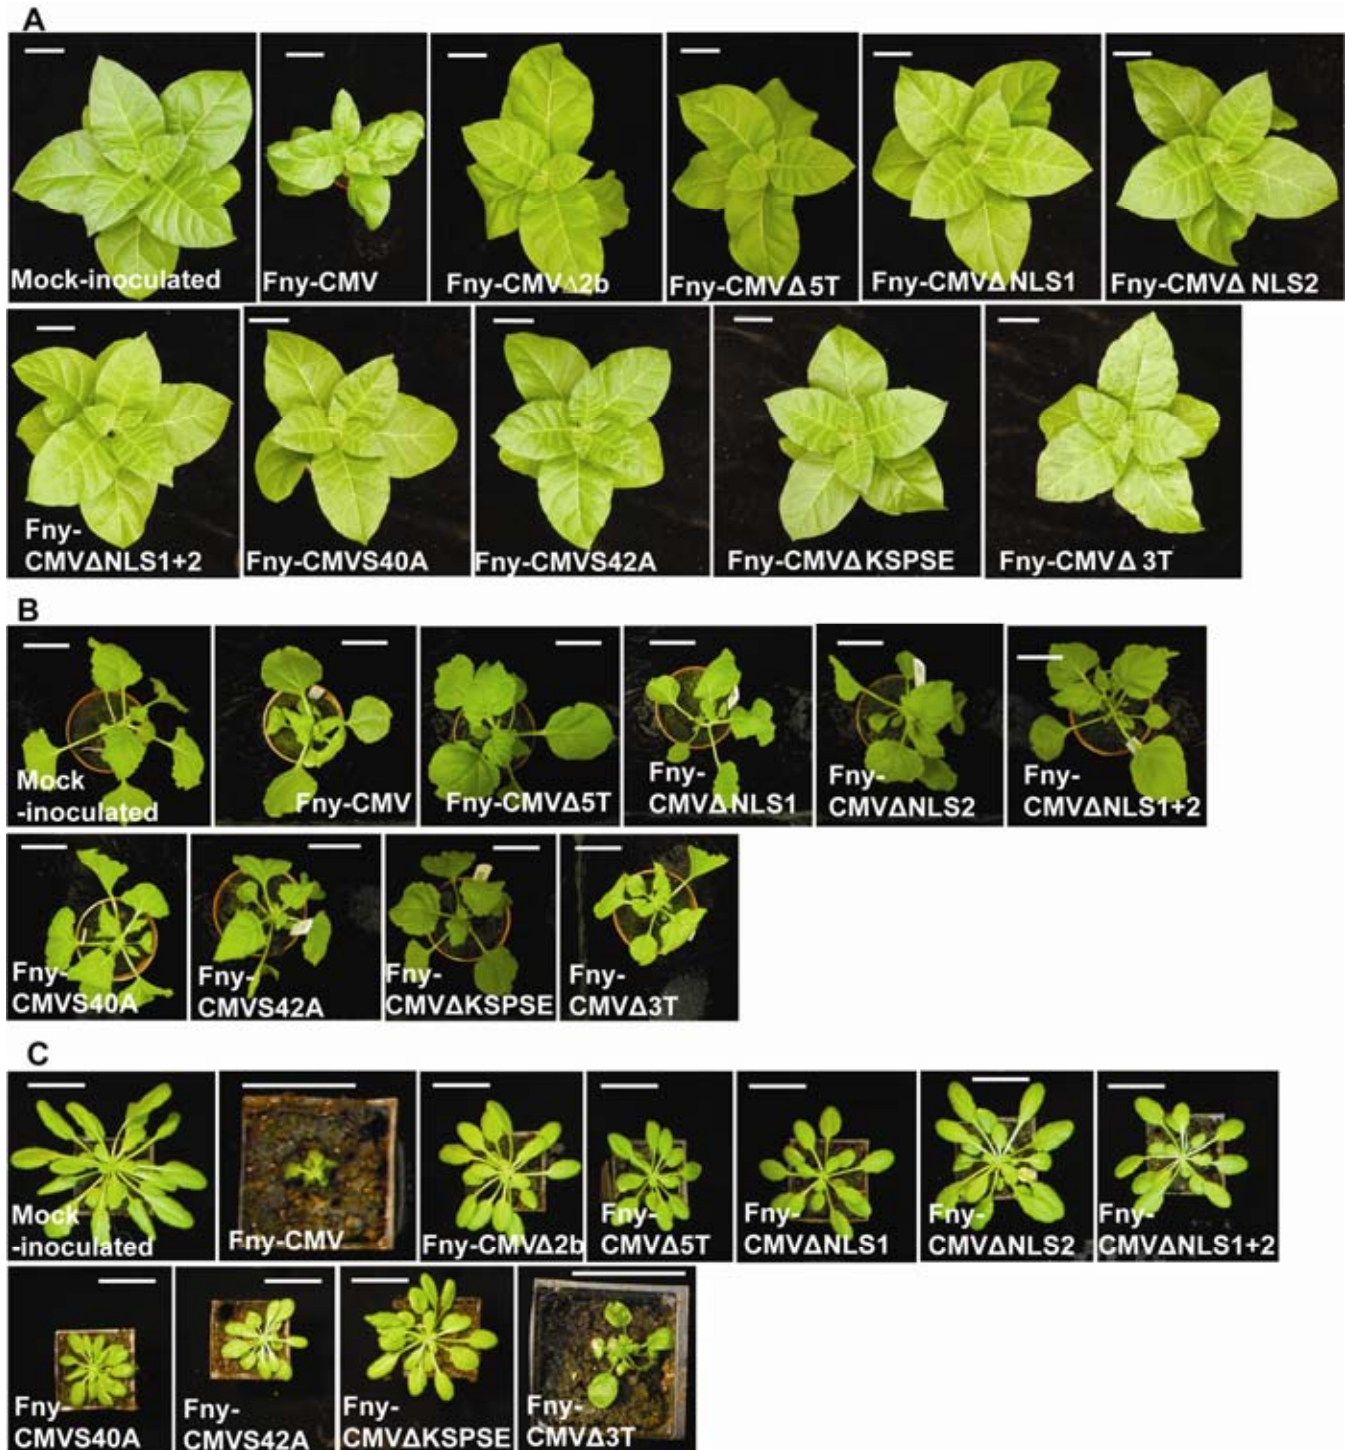 A
Mock-inoculated
Fny-CMV
Fny-CMVΔ2b
Fny-CMVΔ5T
Fny-CMVΔNLS1
Fny-CMVΔ NLS2
Fny-
CMVΔNLS1+2
Fny-CMVS40A
Fny-CMVS42A
Fny-CMVΔKSPSE
Fny-CMVΔ 3T
B
Mock
-inoculated
Fny-CMV
Fny-CMVΔ5T
Fny-
CMVΔNLS1
Fny-
CMVΔNLS2
Fny-
CMVΔNLS1+2
Fny-
CMVS40A
Fny-
CMVS42A
Fny-
CMVΔKSPSE
Fny-
CMVΔ3T
C
Mock
-inoculated
Fny-CMV
Fny-CMVΔ2b
Fny-
CMVΔ5T
Fny-
CMVΔNLS1
Fny-
CMVΔNLS2
Fny-
CMVΔNLS1+2
Fny-
CMVS40A
Fny-
CMVS42A
Fny-
CMVΔKSPSE
Fny-
CMVΔ3T